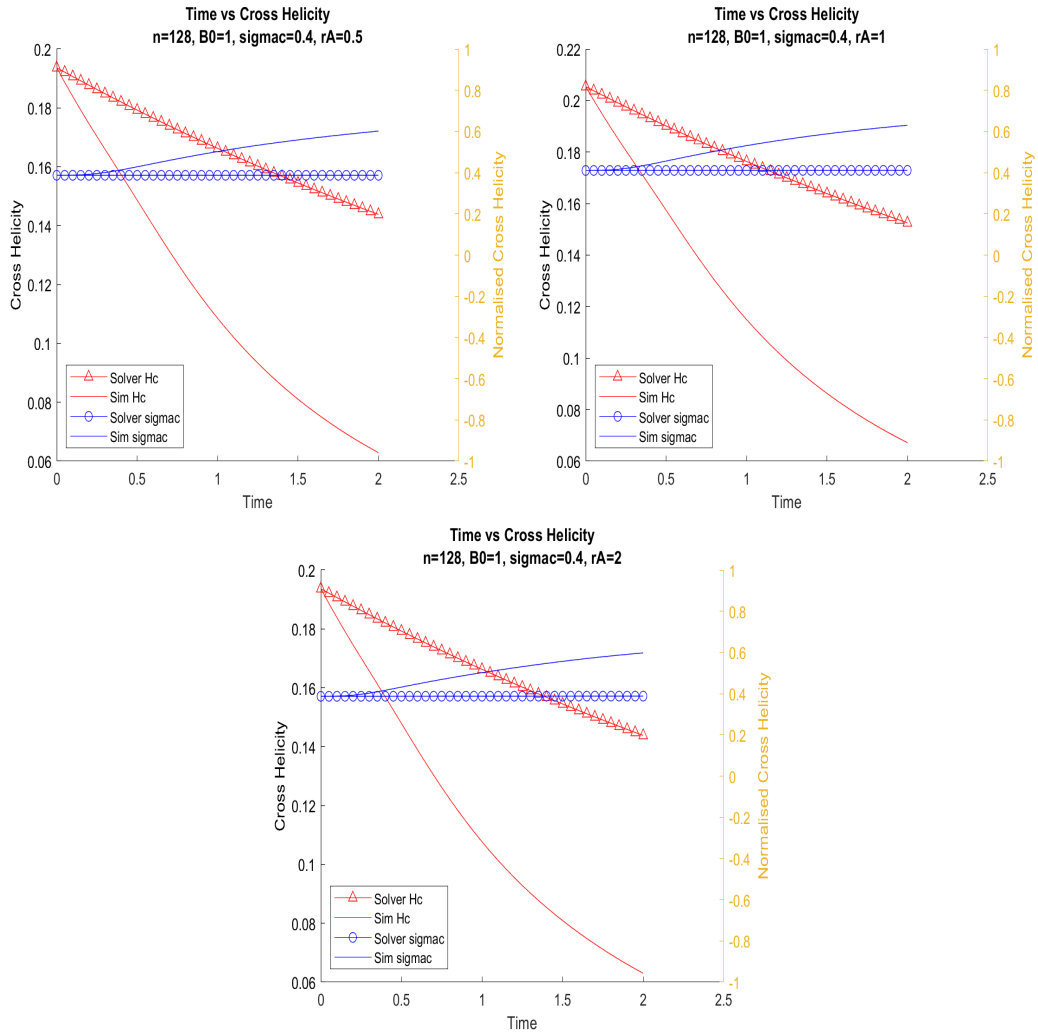 Time vs Cross Helicity
n=128, B0=1, sigmac=0.4, rA=0.5
0.2
0.18
0.16
0.14
0.12
0.1
0.08
0.06
Cross Helicity
1
0.8
0.6
0.4
0.2
0
-0.2
-0.4
-0.6
-0.8
-1
Normalised Cross Helicity
Solver Hc
Sim Hc
Solver sigmac
Sim sigmac
0 0.5 1 1.5 2 2.5
Time
Time vs Cross Helicity
n=128, B0=1, sigmac=0.4, rA=1
0.22
0.2
0.18
0.16
0.14
0.12
0.1
0.08
0.06
Cross Helicity
1
0.8
0.6
0.4
0.2
0
-0.2
-0.4
-0.6
-0.8
-1
Normalised Cross Helicity
Solver Hc
Sim Hc
Solver sigmac
Sim sigmac
0 0.5 1 1.5 2 2.5
Time
Time vs Cross Helicity
n=128, B0=1, sigmac=0.4, rA=2
0.2
0.18
0.16
0.14
0.12
0.1
0.08
0.06
Cross Helicity
1
0.8
0.6
0.4
0.2
0
-0.2
-0.4
-0.6
-0.8
-1
Normalised Cross Helicity
Solver Hc
Sim Hc
Solver sigmac
Sim sigmac
0 0.5 1 1.5 2 2.5
Time